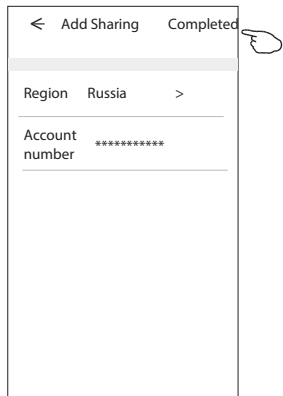 Add Sharing Completed
Region Russia >
Account
number ***********